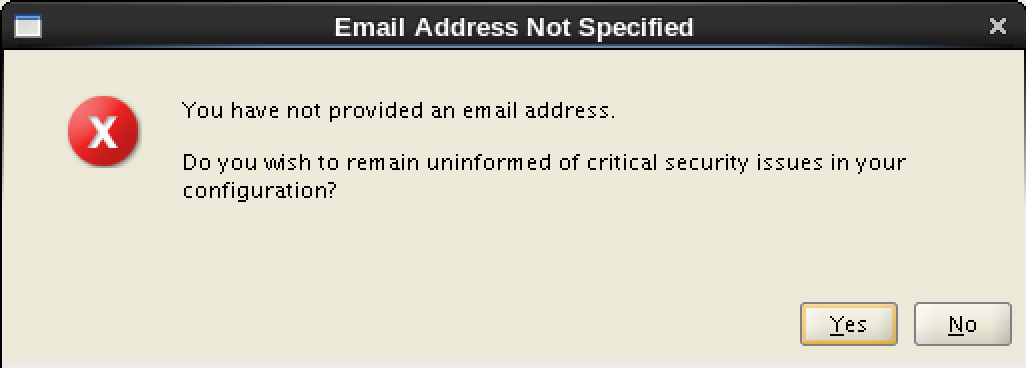 Email Address Not Specified
You have not provided an email address.
Do you wish to remain uninformed of critical security issues in your
configuration?
Yes
No